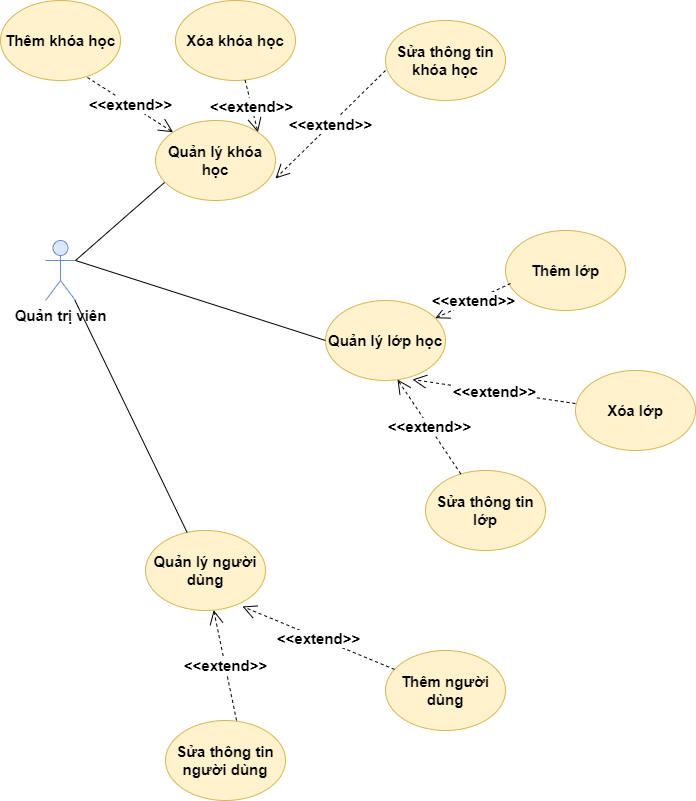 Thêm khóa học
Xóa khóa học
Sửa thông tin
khóa học
<<extend>>
<<extend>>
<<extend>>
Quản lý khóa
học
Quản trị viên
Thêm lớp
<<extend>>
Quản lý lớp học
<<extend>>
Xóa lớp
<<extend>>
Sửa thông tin
lớp
Quản lý người
dùng
<<extend>>
<<extend>>
Thêm người
dùng
Sửa thông tin
người dùng